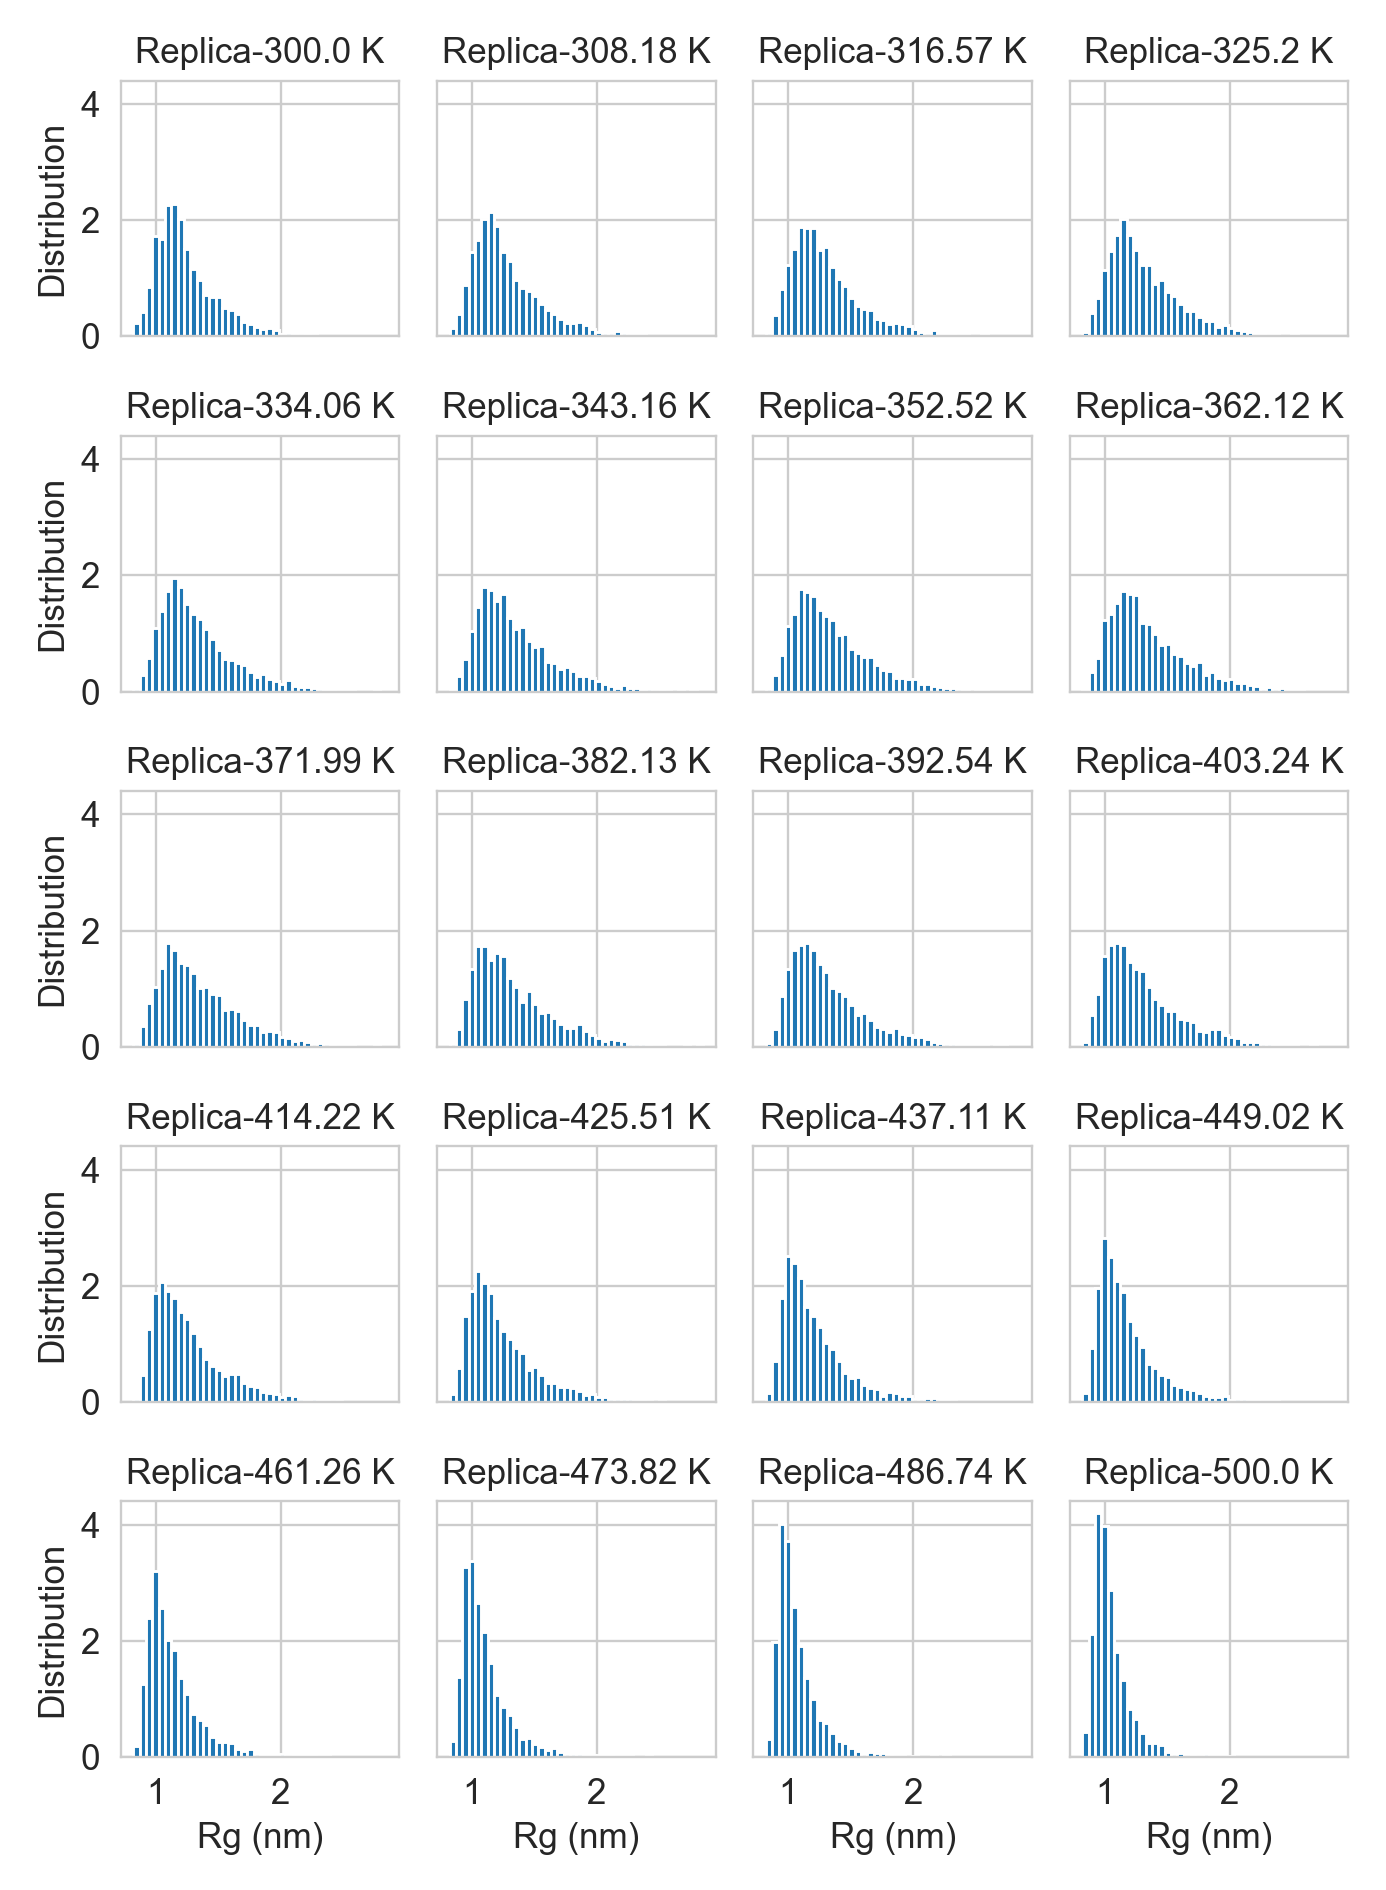 Replica-300.0 K
Replica-308.18 K
Replica-316.57 K
Replica-325.2 K
4
2
0
Distribution
Replica-334.06 K
Replica-343.16 K
Replica-352.52 K
Replica-362.12 K
4
2
0
Distribution
Replica-371.99 K
Replica-382.13 K
Replica-392.54 K
Replica-403.24 K
4
2
0
Distribution
Replica-414.22 K
Replica-425.51 K
Replica-437.11 K
Replica-449.02 K
4
2
0
Distribution
Replica-461.26 K
Replica-473.82 K
Replica-486.74 K
Replica-500.0 K
4
2
0
Distribution
1 2
1 2
1 2
1 2
Rg (nm)
Rg (nm)
Rg (nm)
Rg (nm)